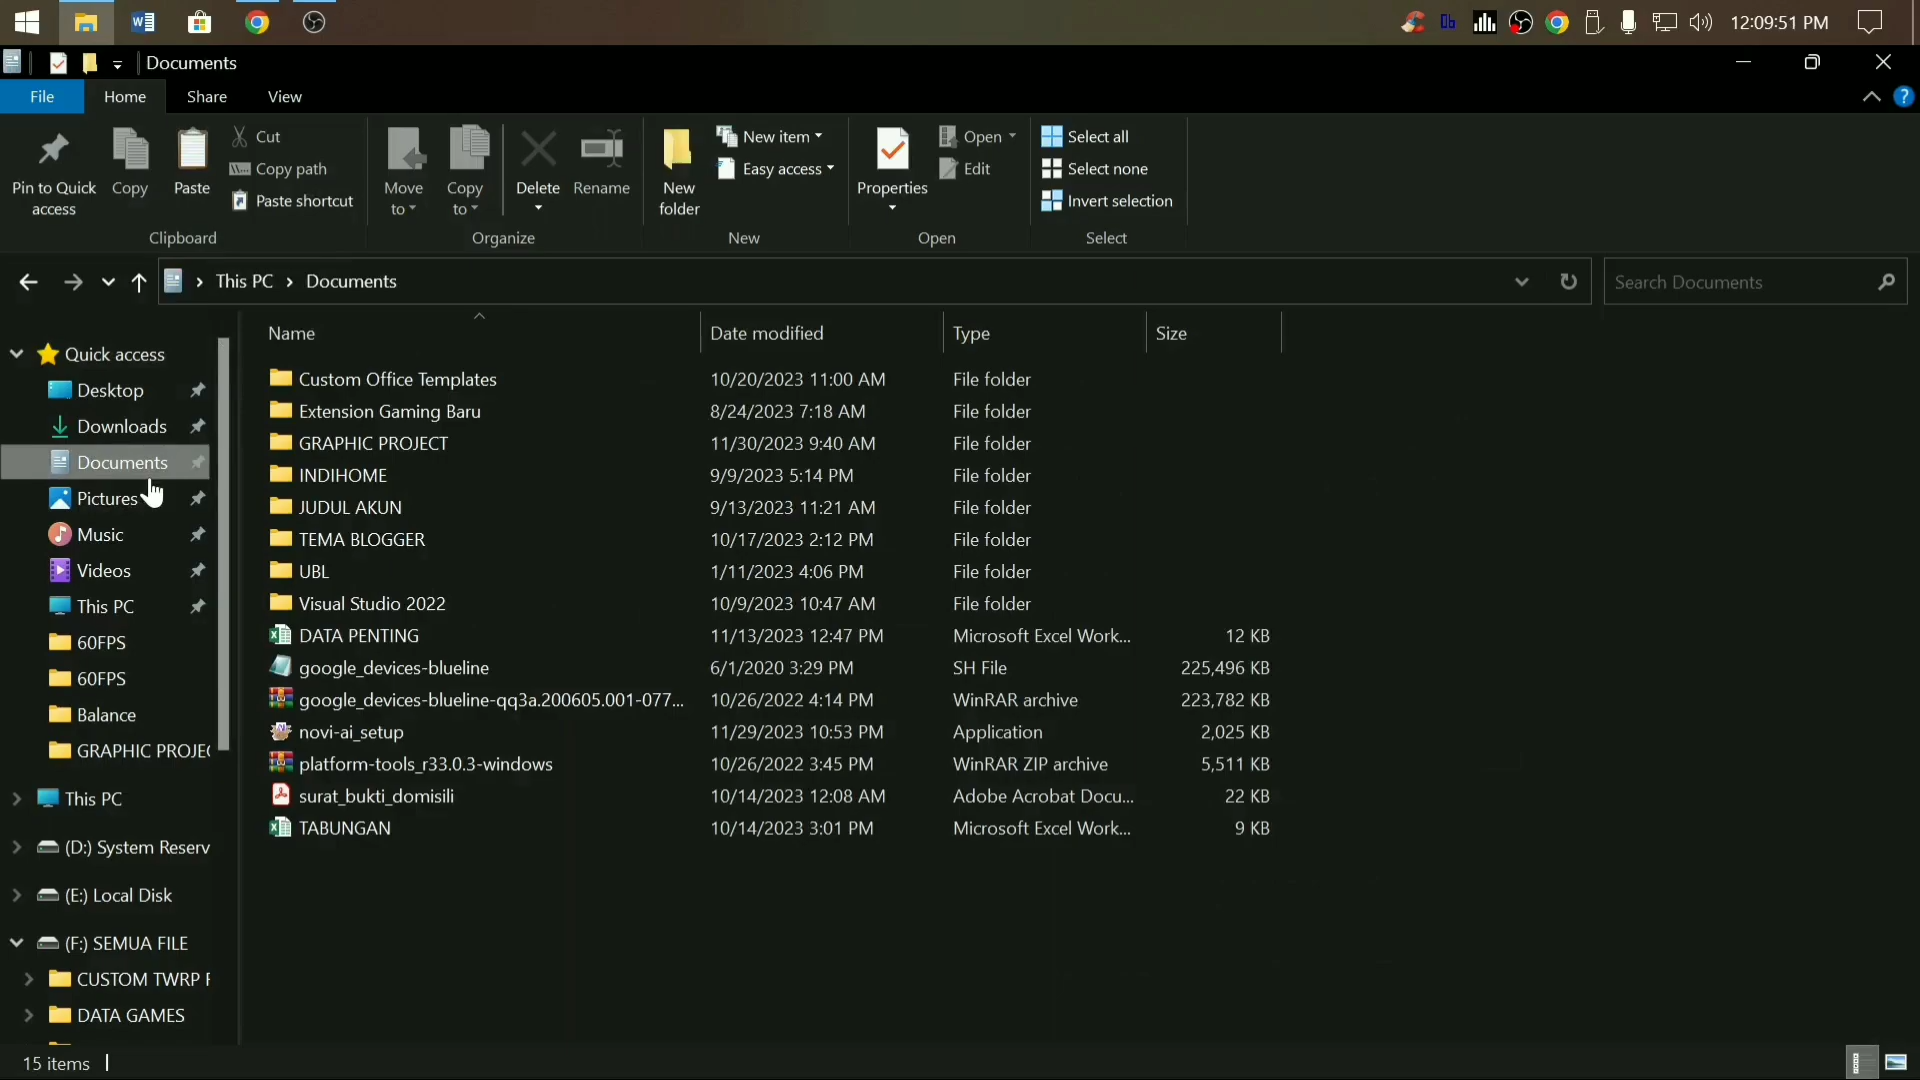 12:09:51 PM
Documents
File Home Share View
Pin to Quick access
Copy
Paste
Cut
Copy path
Paste shortcut
Clipboard
Move to
Copy to
Delete
Rename
Organize
New folder
New item
Easy access
New
Properties
Open
Edit
Open
Select all
Select none
Invert selection
Select
This PC > Documents
Search Documents
Quick access
Desktop
Downloads
Documents
Pictures
Music
Videos
This PC
60FPS
60FPS
Balance
GRAPHIC PROJEC
This PC
(D:) System Reserv
(E:) Local Disk
(F:) SEMUA FILE
CUSTOM TWRP F
DATA GAMES
Name Date modified Type Size
Custom Office Templates 10/20/2023 11:00 AM File folder
Extension Gaming Baru 8/24/2023 7:18 AM File folder
GRAPHIC PROJECT 11/30/2023 9:40 AM File folder
INDIHOME 9/9/2023 5:14 PM File folder
JUDUL AKUN 9/13/2023 11:21 AM File folder
TEMA BLOGGER 10/17/2023 2:12 PM File folder
UBL 1/11/2023 4:06 PM File folder
Visual Studio 2022 10/9/2023 10:47 AM File folder
DATA PENTING 11/13/2023 12:47 PM Microsoft Excel Work... 12 KB
google_devices-blueline 6/1/2020 3:29 PM SH File 225,496 KB
google_devices-blueline-qq3a.200605.001-077... 10/26/2022 4:14 PM WinRAR archive 223,782 KB
novi-ai_setup 11/29/2023 10:53 PM Application 2,025 KB
platform-tools_r33.0.3-windows 10/26/2022 3:45 PM WinRAR ZIP archive 5,511 KB
surat_bukti_domisili 10/14/2023 12:08 AM Adobe Acrobat Docu... 22 KB
TABUNGAN 10/14/2023 3:01 PM Microsoft Excel Work... 9 KB
15 items